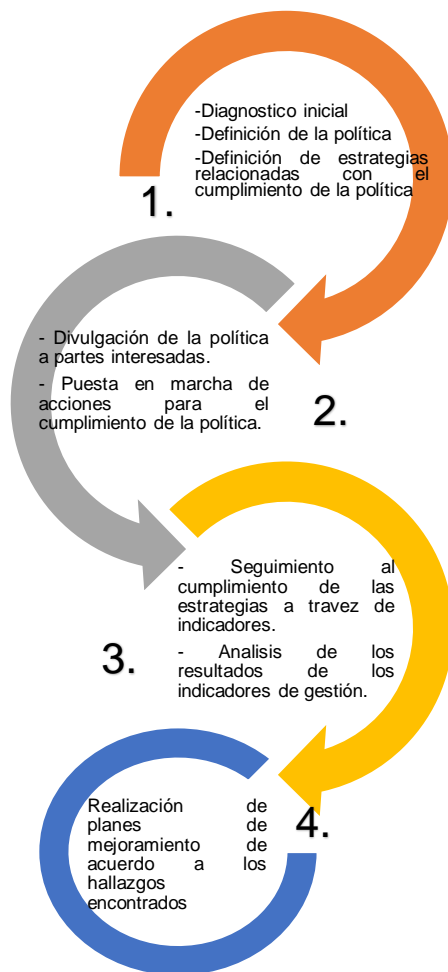 -Diagnostico inicial
-Definición de la política
-Definición de estrategias
relacionadas con el
cumplimiento de la política
1.
- Divulgación de la política
a partes interesadas.
- Puesta en marcha de
acciones para el
cumplimiento de la política.
2.
- Seguimiento al
cumplimiento de las
estrategias a travez de
indicadores.
- Analisis de los
resultados de los
indicadores de gestión.
3.
Realización de
planes de
mejoramiento de
acuerdo a los
hallazgos
encontrados
4.